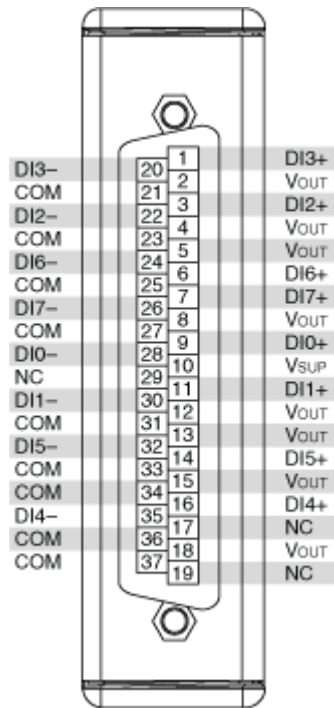 1 DI3+
DI3– 20
2 VOUT
COM 21
3 DI2+
DI2– 22
4 VOUT
COM 23
5 VOUT
DI6– 24
6 DI6+
COM 25
7 DI7+
DI7– 26
8 VOUT
COM 27
9 DI0+
DI0– 28
10 VSUP
NC 29
11 DI1+
DI1– 30
12 VOUT
COM 31
13 VOUT
DI5– 32
14 DI5+
COM 33
15 VOUT
COM 34
16 DI4+
DI4– 35
17 NC
COM 36
18 VOUT
COM 37
19 NC